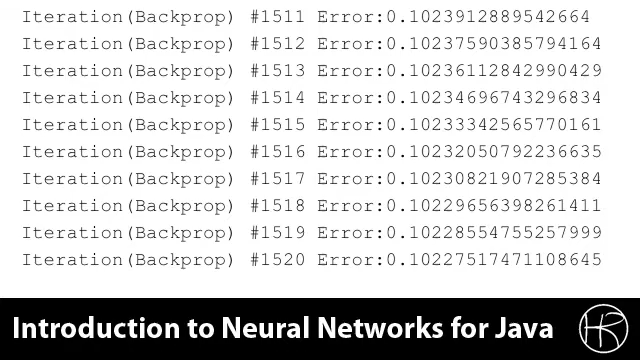 Iteration(Backprop) #1511 Error:0.1023912889542664
Iteration(Backprop) #1512 Error:0.10237590385794164
Iteration(Backprop) #1513 Error:0.10236112842990429
Iteration(Backprop) #1514 Error:0.10234696743296834
Iteration(Backprop) #1515 Error:0.10233342565770161
Iteration(Backprop) #1516 Error:0.10232050792236635
Iteration(Backprop) #1517 Error:0.10230821907285384
Iteration(Backprop) #1518 Error:0.10229656398261411
Iteration(Backprop) #1519 Error:0.10228554755257999
Iteration(Backprop) #1520 Error:0.10227517471108645
Introduction to Neural Networks for Java